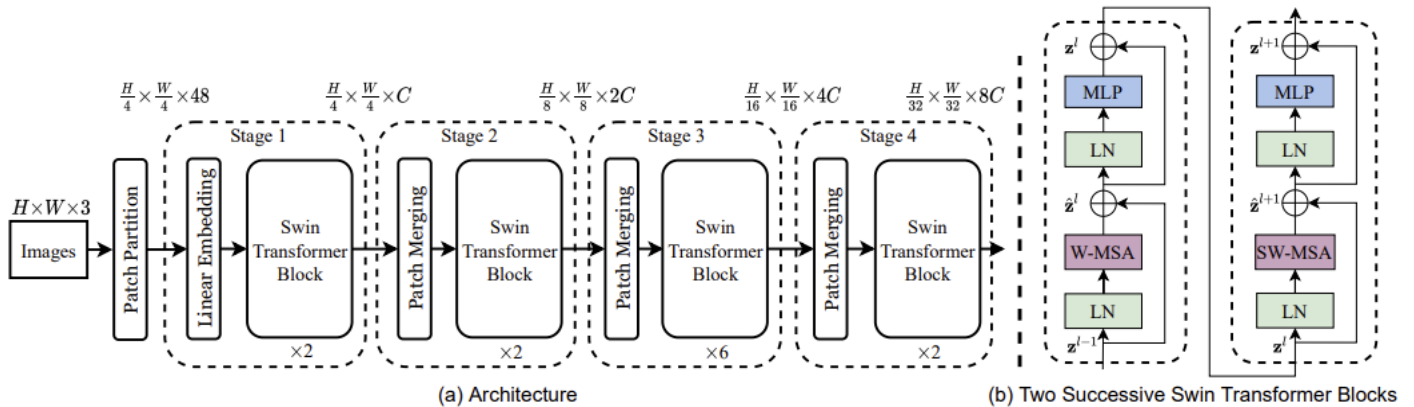 H/4 × W/4 × 48
H/4 × W/4 × C
H/8 × W/8 × 2C
H/16 × W/16 × 4C
H/32 × W/32 × 8C
Stage 1
Stage 2
Stage 3
Stage 4
H×W×3
Images
Patch Partition
Linear Embedding
Swin
Transformer
Block
×2
Patch Merging
Swin
Transformer
Block
×2
Patch Merging
Swin
Transformer
Block
×6
Patch Merging
Swin
Transformer
Block
×2
(a) Architecture
z^l
MLP
LN
ẑ^l
W-MSA
LN
z^{l-1}
z^{l+1}
MLP
LN
ẑ^{l+1}
SW-MSA
LN
z^l
(b) Two Successive Swin Transformer Blocks